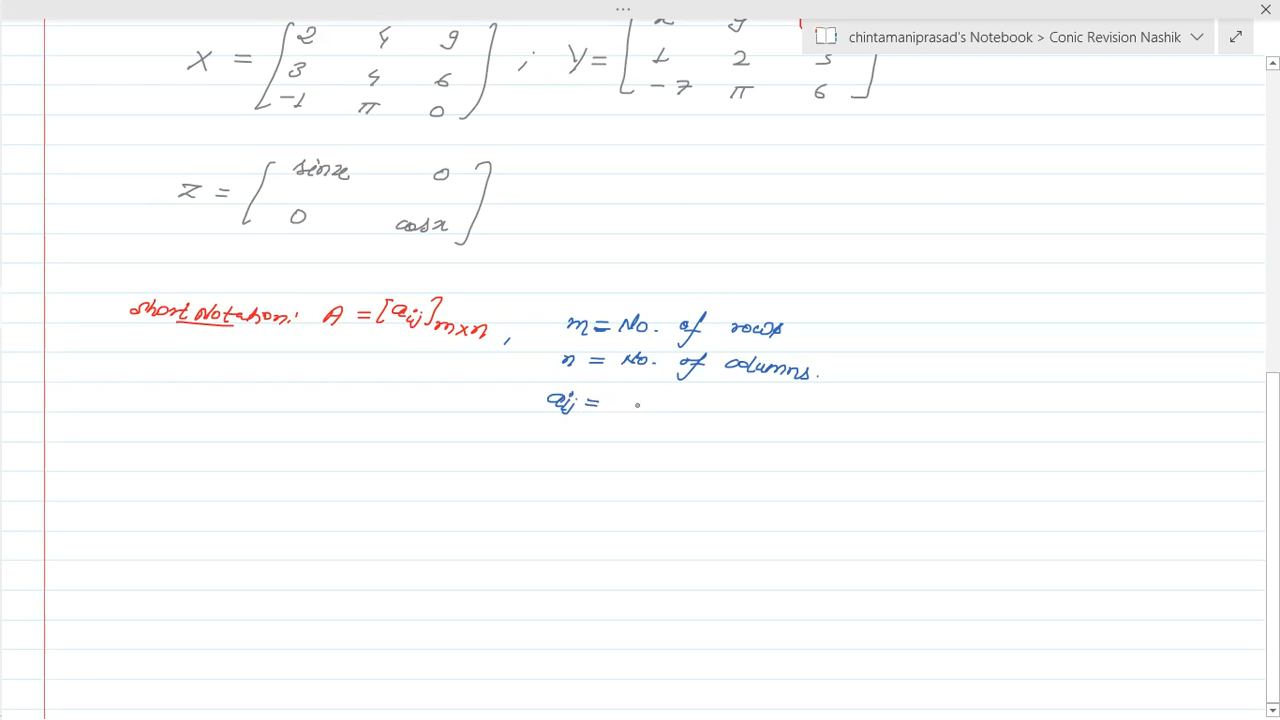 chintamaniprasad's Notebook > Conic Revision Nashik
X = [ 2 4 9
3 4 6
-1 π 0 ] ; Y = [
1 2 5
-7 π 6 ]
Z = [ sinx 0
0 cosx ]
Short Notation: A = [aij]m×n ,
m = No. of rows
n = No. of columns.
aij =